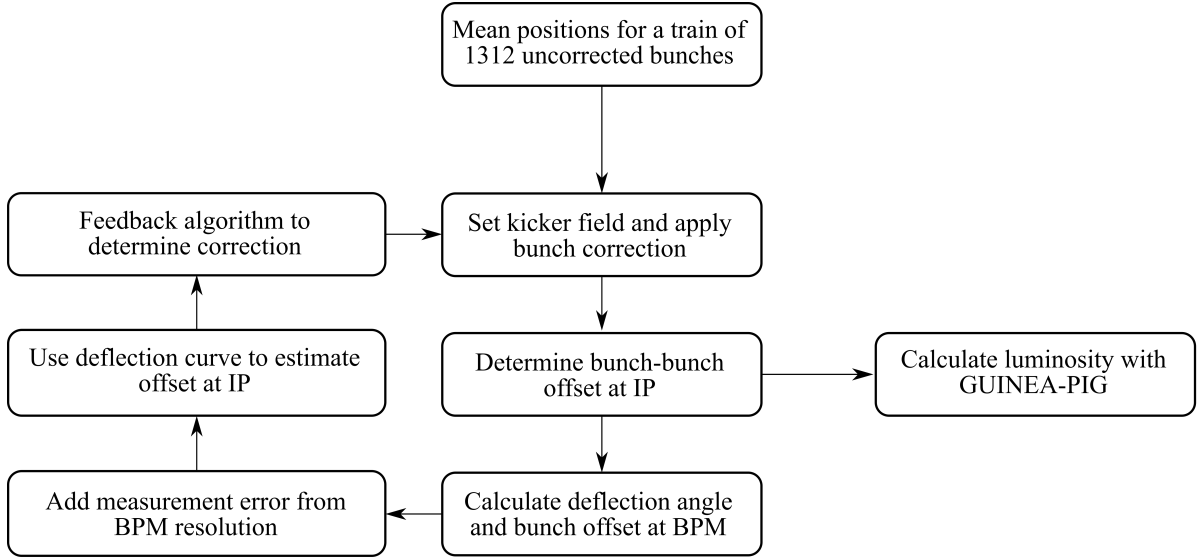 Mean positions for a train of
1312 uncorrected bunches
Feedback algorithm to
determine correction
Set kicker field and apply
bunch correction
Use deflection curve to estimate
offset at IP
Determine bunch-bunch
offset at IP
Calculate luminosity with
GUINEA-PIG
Add measurement error from
BPM resolution
Calculate deflection angle
and bunch offset at BPM